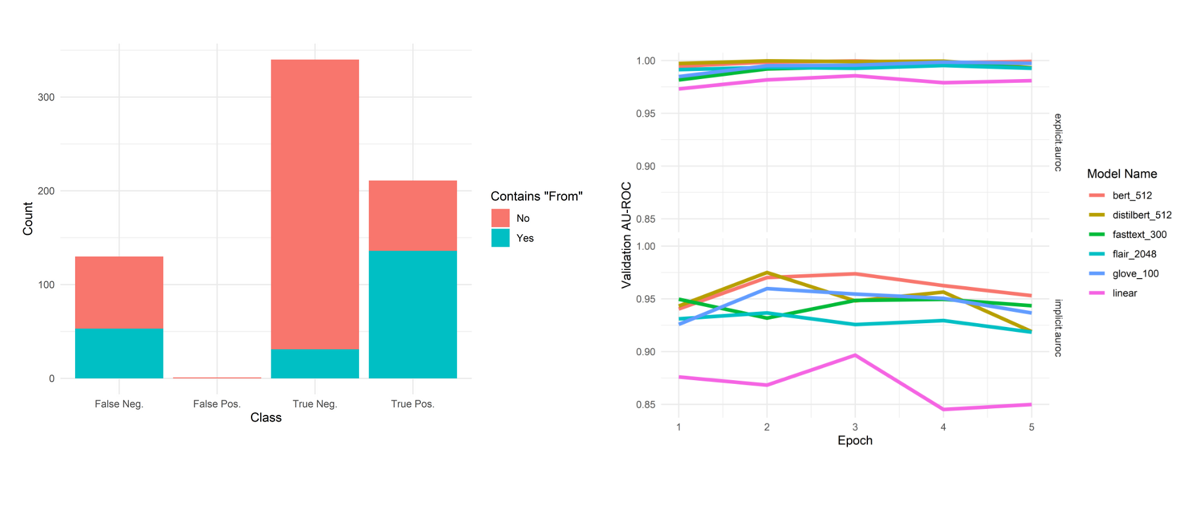 Count
300
200
100
0
False Neg.
False Pos.
True Neg.
True Pos.
Class
Contains "From"
No
Yes
Validation AU-ROC
1.00
0.95
0.90
0.85
explicit auroc
1.00
0.95
0.90
0.85
implicit auroc
1
2
3
4
5
Epoch
Model Name
bert_512
distilbert_512
fasttext_300
flair_2048
glove_100
linear